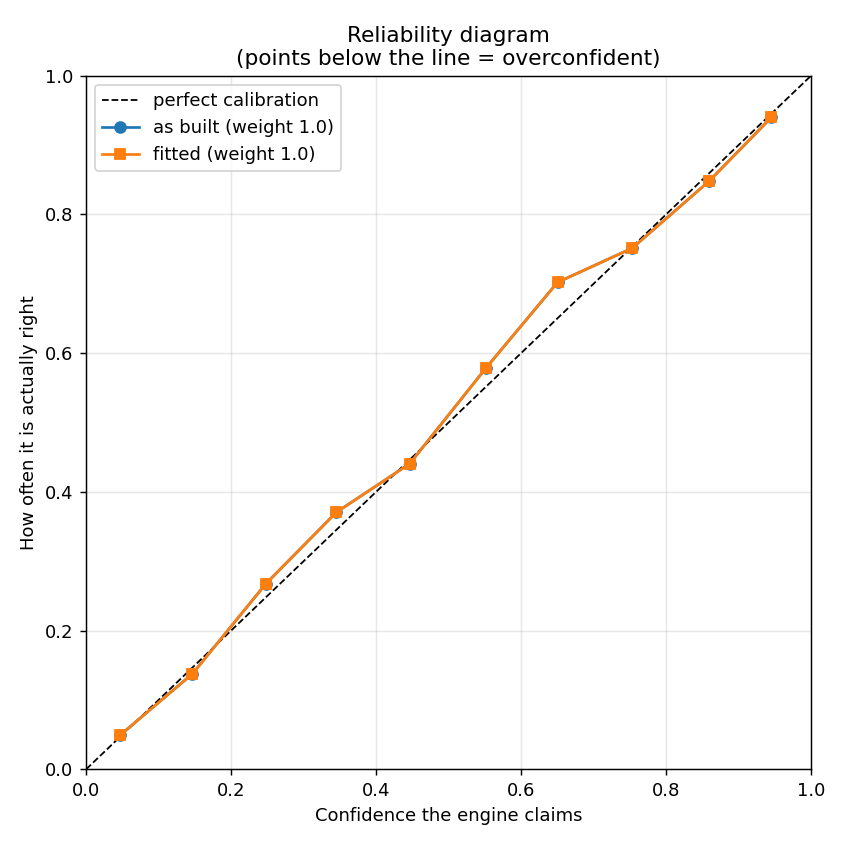 Reliability diagram
(points below the line = overconfident)
perfect calibration
as built (weight 1.0)
fitted (weight 1.0)
How often it is actually right
1.0
0.8
0.6
0.4
0.2
0.0
0.0 0.2 0.4 0.6 0.8 1.0
Confidence the engine claims